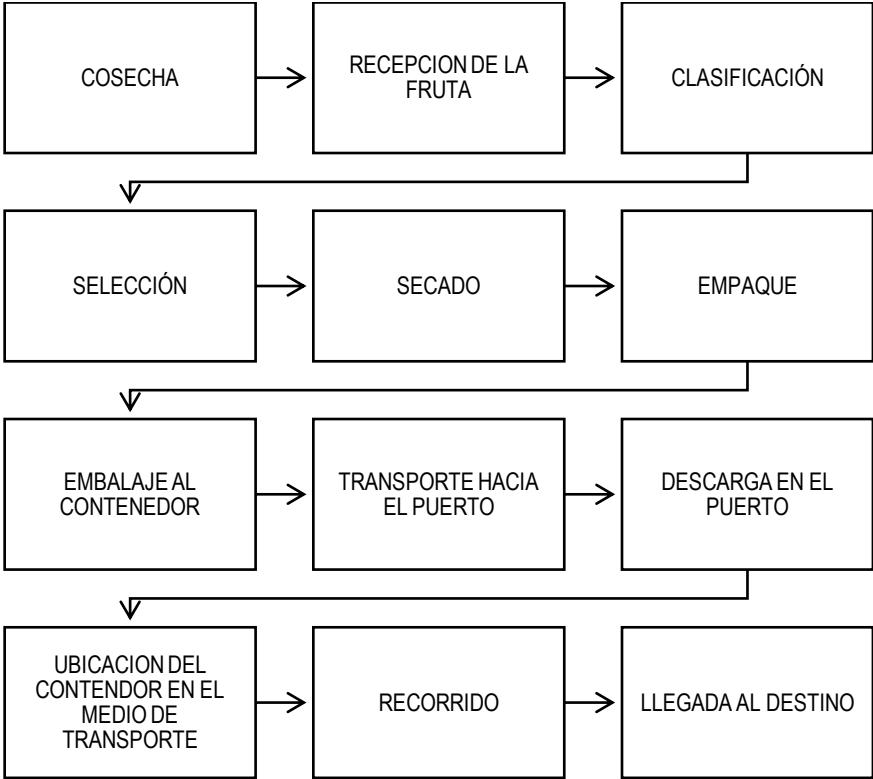 COSECHA
RECEPCION DE LA
FRUTA
CLASIFICACIÓN
SELECCIÓN
SECADO
EMPAQUE
EMBALAJE AL
CONTENEDOR
TRANSPORTE HACIA
EL PUERTO
DESCARGA EN EL
PUERTO
UBICACION DEL
CONTENDOR EN EL
MEDIO DE
TRANSPORTE
RECORRIDO
LLEGADA AL DESTINO